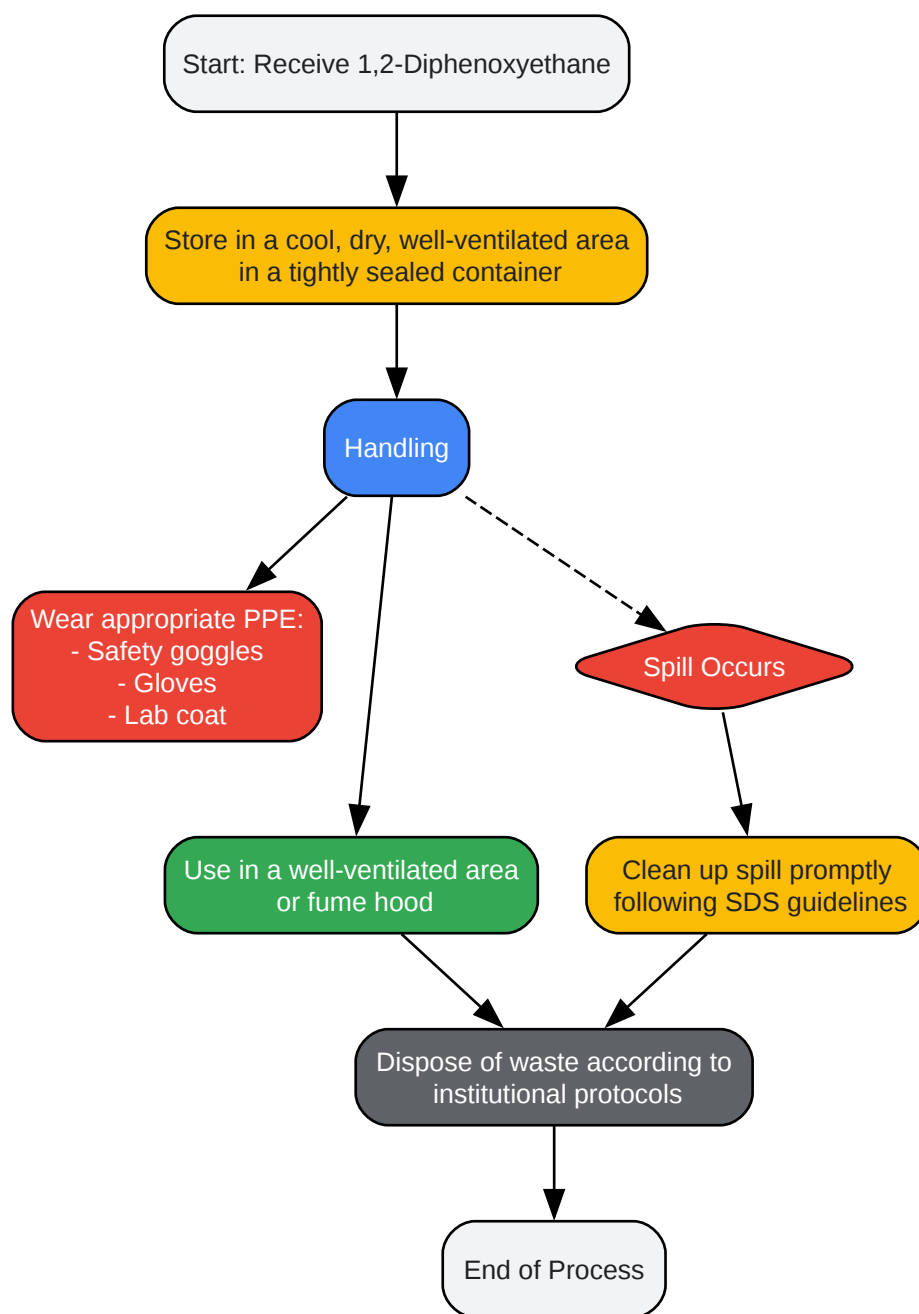 Start: Receive 1,2-Diphenoxyethane
Store in a cool, dry, well-ventilated area
in a tightly sealed container
Handling
Wear appropriate PPE:
- Safety goggles
- Gloves
- Lab coat
Spill Occurs
Use in a well-ventilated area
or fume hood
Clean up spill promptly
following SDS guidelines
Dispose of waste according to
institutional protocols
End of Process